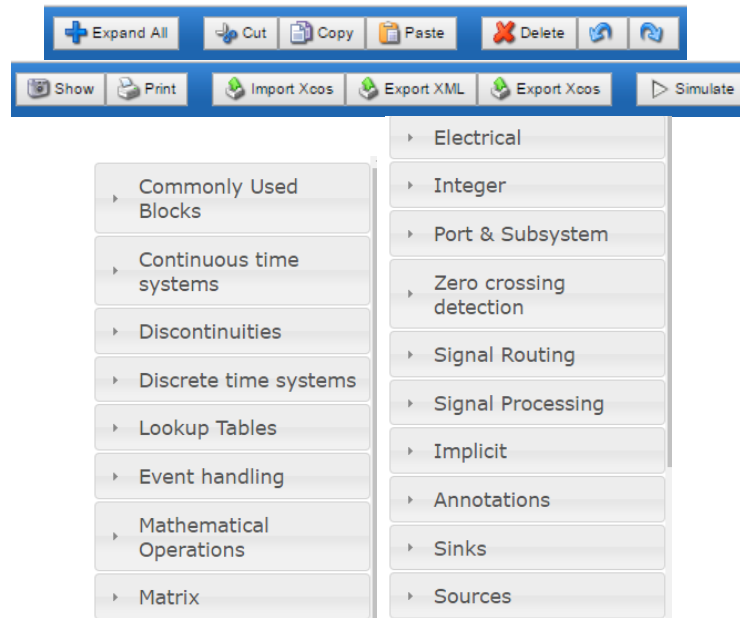 Expand All Cut Copy Paste Delete
Show Print Import Xcos Export XML Export Xcos Simulate
Commonly Used
Blocks
Continuous time
systems
Discontinuities
Discrete time systems
Lookup Tables
Event handling
Mathematical
Operations
Matrix
Electrical
Integer
Port & Subsystem
Zero crossing
detection
Signal Routing
Signal Processing
Implicit
Annotations
Sinks
Sources